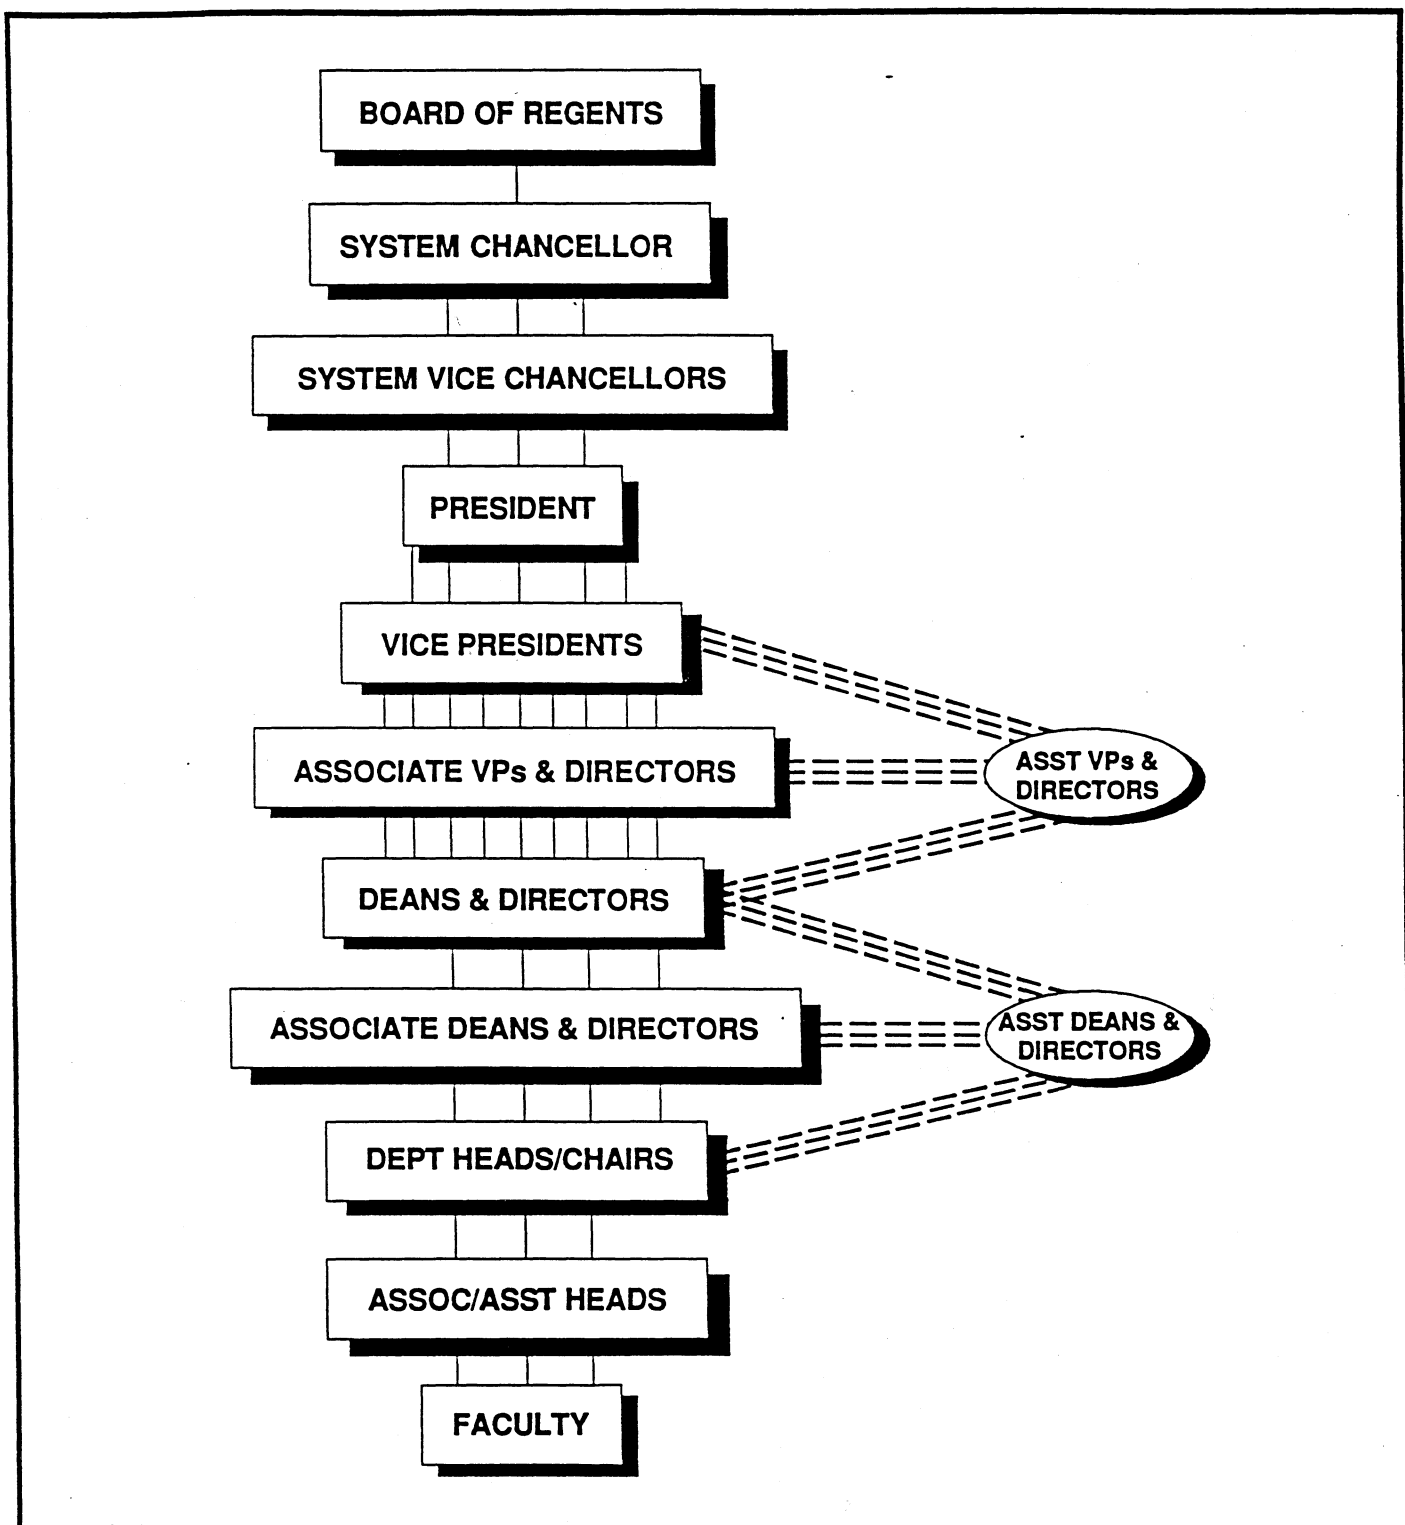 BOARD OF REGENTS
SYSTEM CHANCELLOR
SYSTEM VICE CHANCELLORS
PRESIDENT
VICE PRESIDENTS
ASSOCIATE VPs & DIRECTORS
ASST VPs &
DIRECTORS
DEANS & DIRECTORS
ASSOCIATE DEANS & DIRECTORS
ASST DEANS &
DIRECTORS
DEPT HEADS/CHAIRS
ASSOC/ASST HEADS
FACULTY